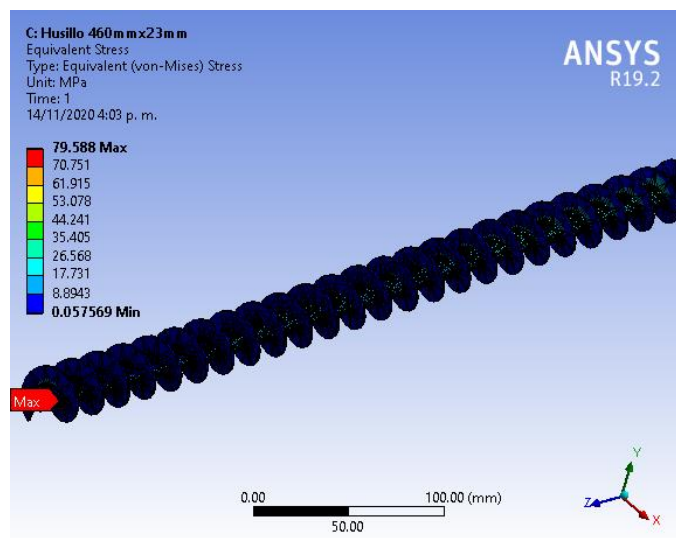 C: Husillo 460mmx23mm
Equivalent Stress
Type: Equivalent (von-Mises) Stress
Unit: MPa
Time: 1
14/11/2020 4:03 p. m.
ANSYS
R19.2
79.588 Max
70.751
61.915
53.078
44.241
35.405
26.568
17.731
8.8943
0.057569 Min
Max
0.00
100.00 (mm)
50.00
Y
Z
X